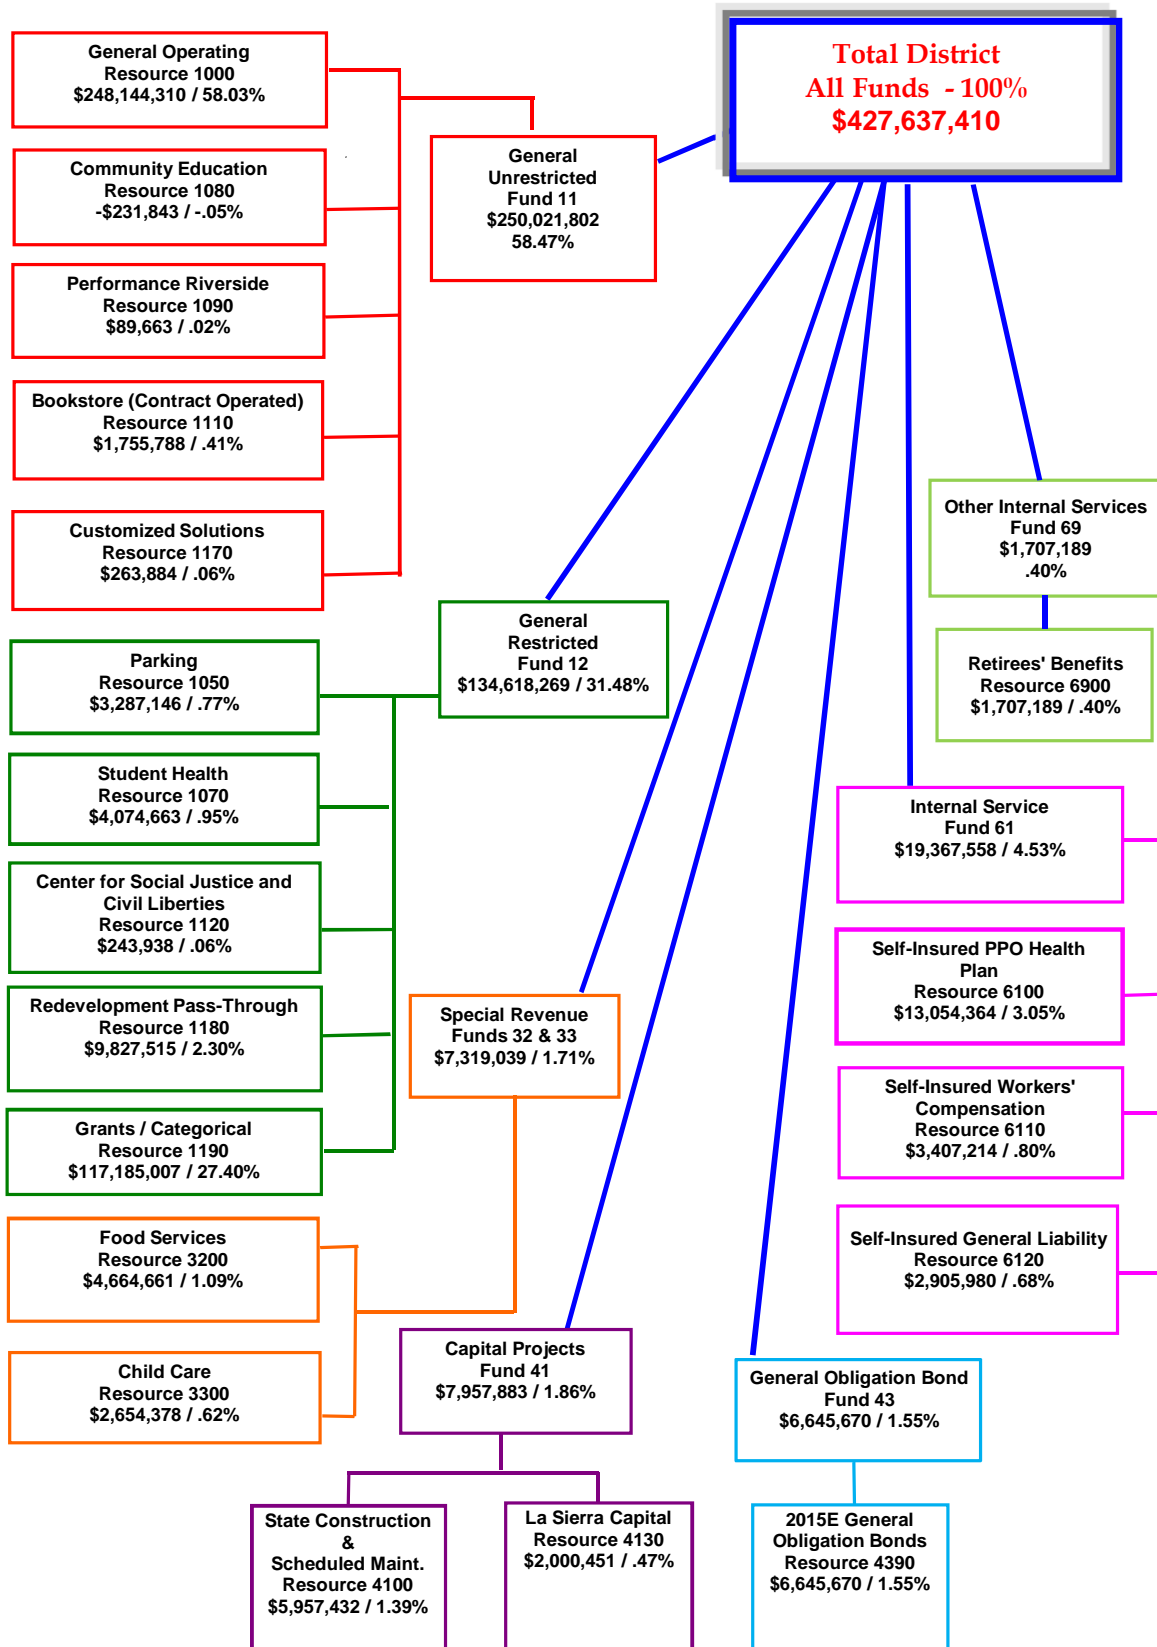 Total District
All Funds  - 100%
$427,637,410
General Operating
Resource 1000
$248,144,310 / 58.03%
Community Education
Resource 1080
-$231,843 / -.05%
Performance Riverside
Resource 1090
$89,663 / .02%
Bookstore (Contract Operated)
Resource 1110
$1,755,788 / .41%
Customized Solutions
Resource 1170
$263,884 / .06%
General
Unrestricted
Fund 11
$250,021,802
58.47%
Other Internal Services
Fund 69
$1,707,189
.40%
Retirees' Benefits
Resource 6900
$1,707,189 / .40%
General
Restricted
Fund 12
$134,618,269 / 31.48%
Parking
Resource 1050
$3,287,146 / .77%
Student Health
Resource 1070
$4,074,663 / .95%
Center for Social Justice and
Civil Liberties
Resource 1120
$243,938 / .06%
Redevelopment Pass-Through
Resource 1180
$9,827,515 / 2.30%
Grants / Categorical
Resource 1190
$117,185,007 / 27.40%
Internal Service
Fund 61
$19,367,558 / 4.53%
Self-Insured PPO Health
Plan
Resource 6100
$13,054,364 / 3.05%
Self-Insured Workers'
Compensation
Resource 6110
$3,407,214 / .80%
Self-Insured General Liability
Resource 6120
$2,905,980 / .68%
Special Revenue
Funds 32 & 33
$7,319,039 / 1.71%
Food Services
Resource 3200
$4,664,661 / 1.09%
Child Care
Resource 3300
$2,654,378 / .62%
Capital Projects
Fund 41
$7,957,883 / 1.86%
State Construction
&
Scheduled Maint.
Resource 4100
$5,957,432 / 1.39%
La Sierra Capital
Resource 4130
$2,000,451 / .47%
General Obligation Bond
Fund 43
$6,645,670 / 1.55%
2015E General
Obligation Bonds
Resource 4390
$6,645,670 / 1.55%